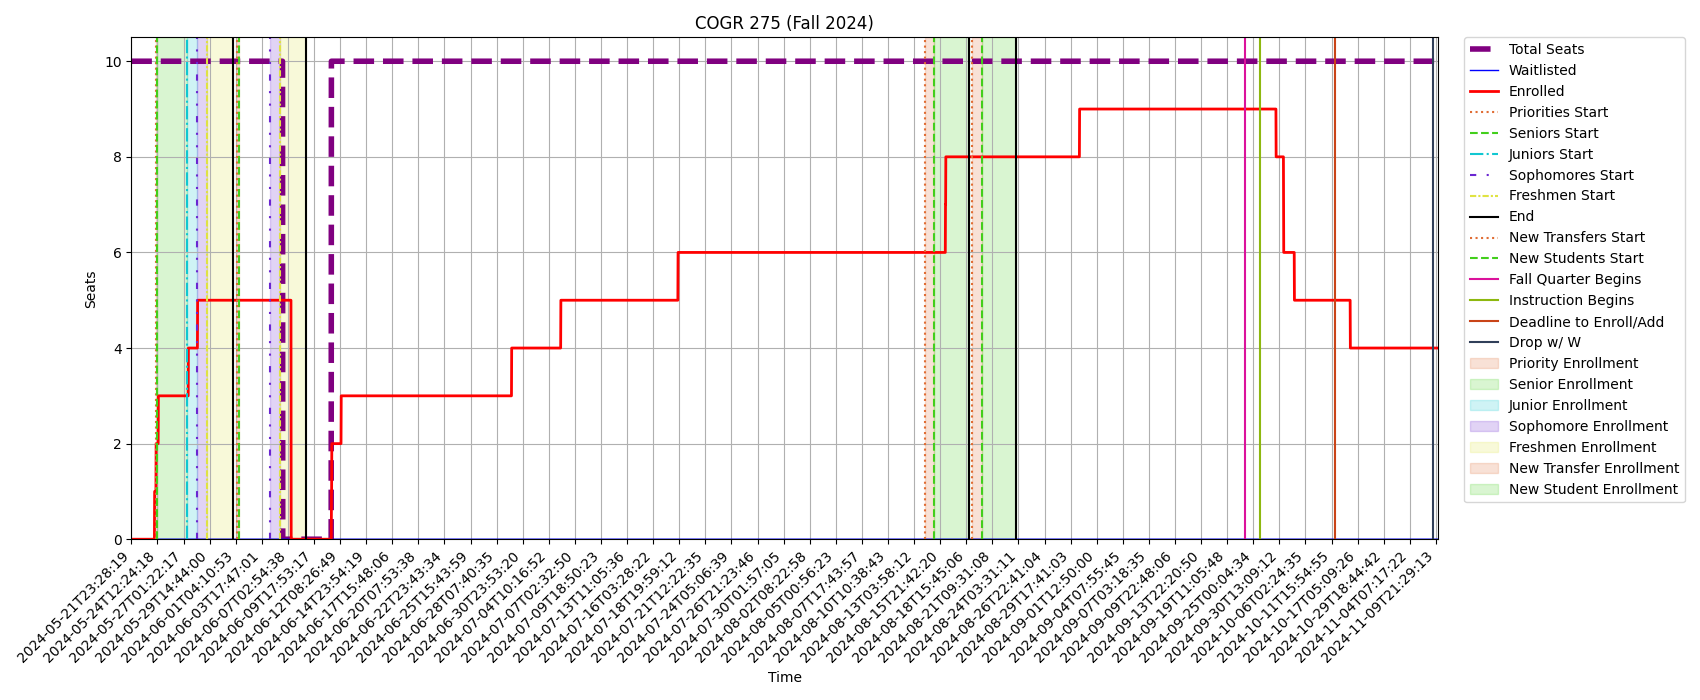 COGR 275 (Fall 2024)
Seats
10
8
6
4
2
0
2024-05-21T23:28:19
2024-05-24T12:24:18
2024-05-27T01:22:17
2024-05-29T14:44:00
2024-06-01T04:10:53
2024-06-03T17:47:01
2024-06-07T02:54:38
2024-06-09T17:53:17
2024-06-12T08:26:49
2024-06-14T23:54:19
2024-06-17T15:48:06
2024-06-20T07:53:38
2024-06-22T23:43:34
2024-06-25T15:43:59
2024-06-28T07:40:35
2024-06-30T23:53:20
2024-07-04T10:16:52
2024-07-07T02:32:50
2024-07-09T18:50:23
2024-07-13T11:05:36
2024-07-16T03:28:22
2024-07-18T19:59:12
2024-07-21T12:22:35
2024-07-24T05:06:39
2024-07-26T21:23:46
2024-07-30T01:57:05
2024-08-02T08:22:58
2024-08-05T00:56:23
2024-08-07T17:43:57
2024-08-10T10:38:43
2024-08-13T03:58:12
2024-08-15T21:42:20
2024-08-18T15:45:06
2024-08-21T09:31:08
2024-08-24T03:31:11
2024-08-26T22:41:04
2024-08-29T17:41:03
2024-09-01T12:50:00
2024-09-04T07:55:45
2024-09-07T03:18:35
2024-09-09T22:48:06
2024-09-13T22:20:50
2024-09-19T11:05:48
2024-09-25T00:04:34
2024-09-30T13:09:12
2024-10-06T02:24:35
2024-10-11T15:54:55
2024-10-17T05:09:26
2024-10-29T18:44:42
2024-11-04T07:17:22
2024-11-09T21:29:13
Time
Total Seats
Waitlisted
Enrolled
Priorities Start
Seniors Start
Juniors Start
Sophomores Start
Freshmen Start
End
New Transfers Start
New Students Start
Fall Quarter Begins
Instruction Begins
Deadline to Enroll/Add
Drop w/ W
Priority Enrollment
Senior Enrollment
Junior Enrollment
Sophomore Enrollment
Freshmen Enrollment
New Transfer Enrollment
New Student Enrollment